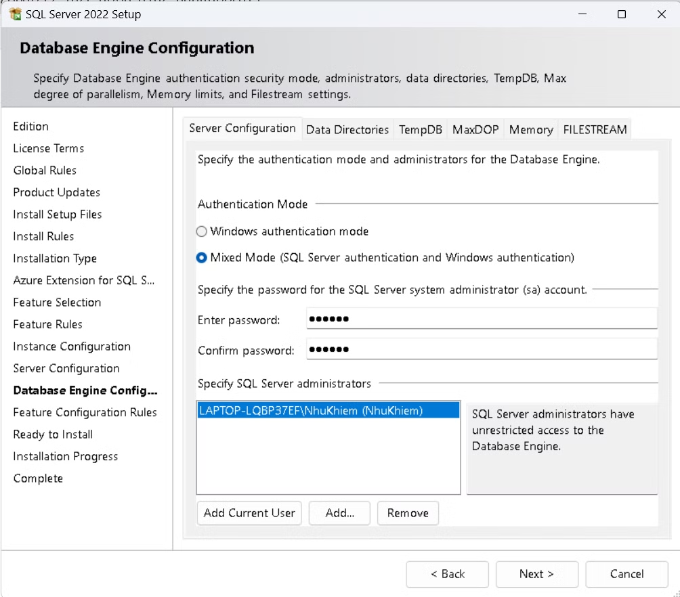 SQL Server 2022 Setup
Database Engine Configuration
Specify Database Engine authentication security mode, administrators, data directories, TempDB, Max
degree of parallelism, Memory limits, and Filestream settings.
Edition
License Terms
Global Rules
Product Updates
Install Setup Files
Install Rules
Installation Type
Azure Extension for SQL S...
Feature Selection
Feature Rules
Instance Configuration
Server Configuration
Database Engine Config...
Feature Configuration Rules
Ready to Install
Installation Progress
Complete
Server Configuration Data Directories TempDB MaxDOP Memory FILESTREAM
Specify the authentication mode and administrators for the Database Engine.
Authentication Mode
Windows authentication mode
Mixed Mode (SQL Server authentication and Windows authentication)
Specify the password for the SQL Server system administrator (sa) account.
Enter password: ●●●●●●
Confirm password: ●●●●●●
Specify SQL Server administrators
LAPTOP-LQBP37EF\NhuKhiem (NhuKhiem)
SQL Server administrators have
unrestricted access to the
Database Engine.
Add Current User Add... Remove
< Back Next > Cancel